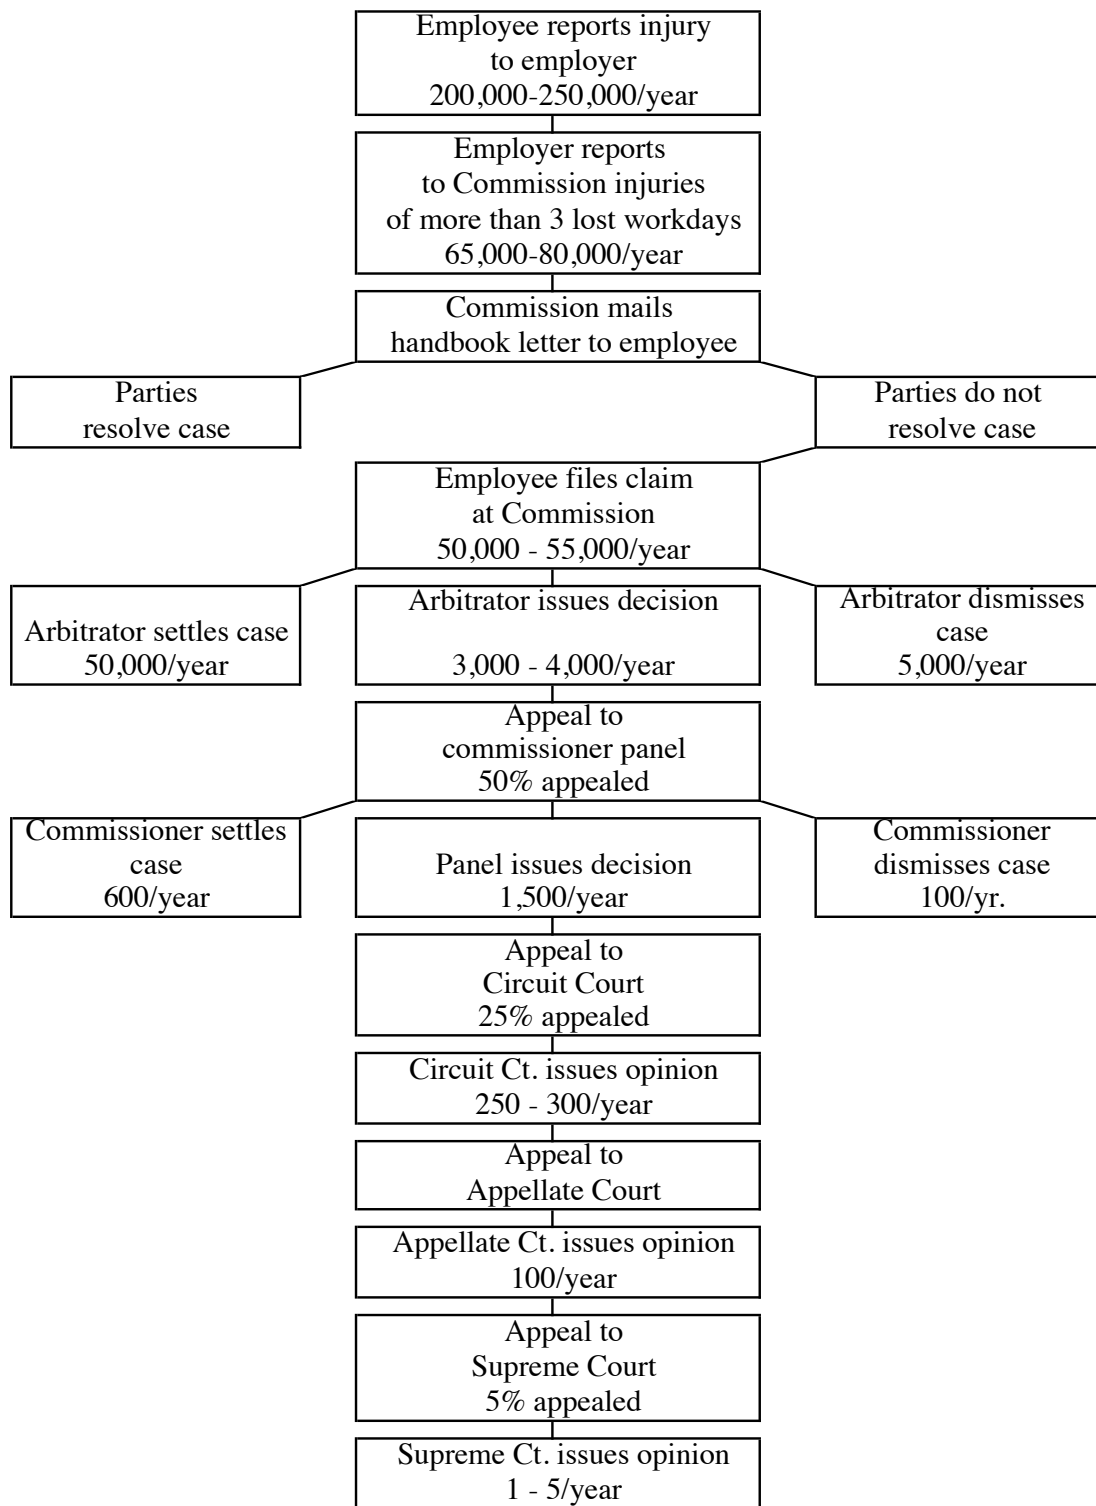 Employee reports injury
to employer
200,000-250,000/year
Employer reports
to Commission injuries
of more than 3 lost workdays
65,000-80,000/year
Commission mails
handbook letter to employee
Parties
resolve case
Parties do not
resolve case
Employee files claim
at Commission
50,000 - 55,000/year
Arbitrator settles case
50,000/year
Arbitrator issues decision
3,000 - 4,000/year
Arbitrator dismisses
case
5,000/year
Appeal to
commissioner panel
50% appealed
Commissioner settles
case
600/year
Panel issues decision
1,500/year
Commissioner
dismisses case
100/yr.
Appeal to
Circuit Court
25% appealed
Circuit Ct. issues opinion
250 - 300/year
Appeal to
Appellate Court
Appellate Ct. issues opinion
100/year
Appeal to
Supreme Court
5% appealed
Supreme Ct. issues opinion
1 - 5/year